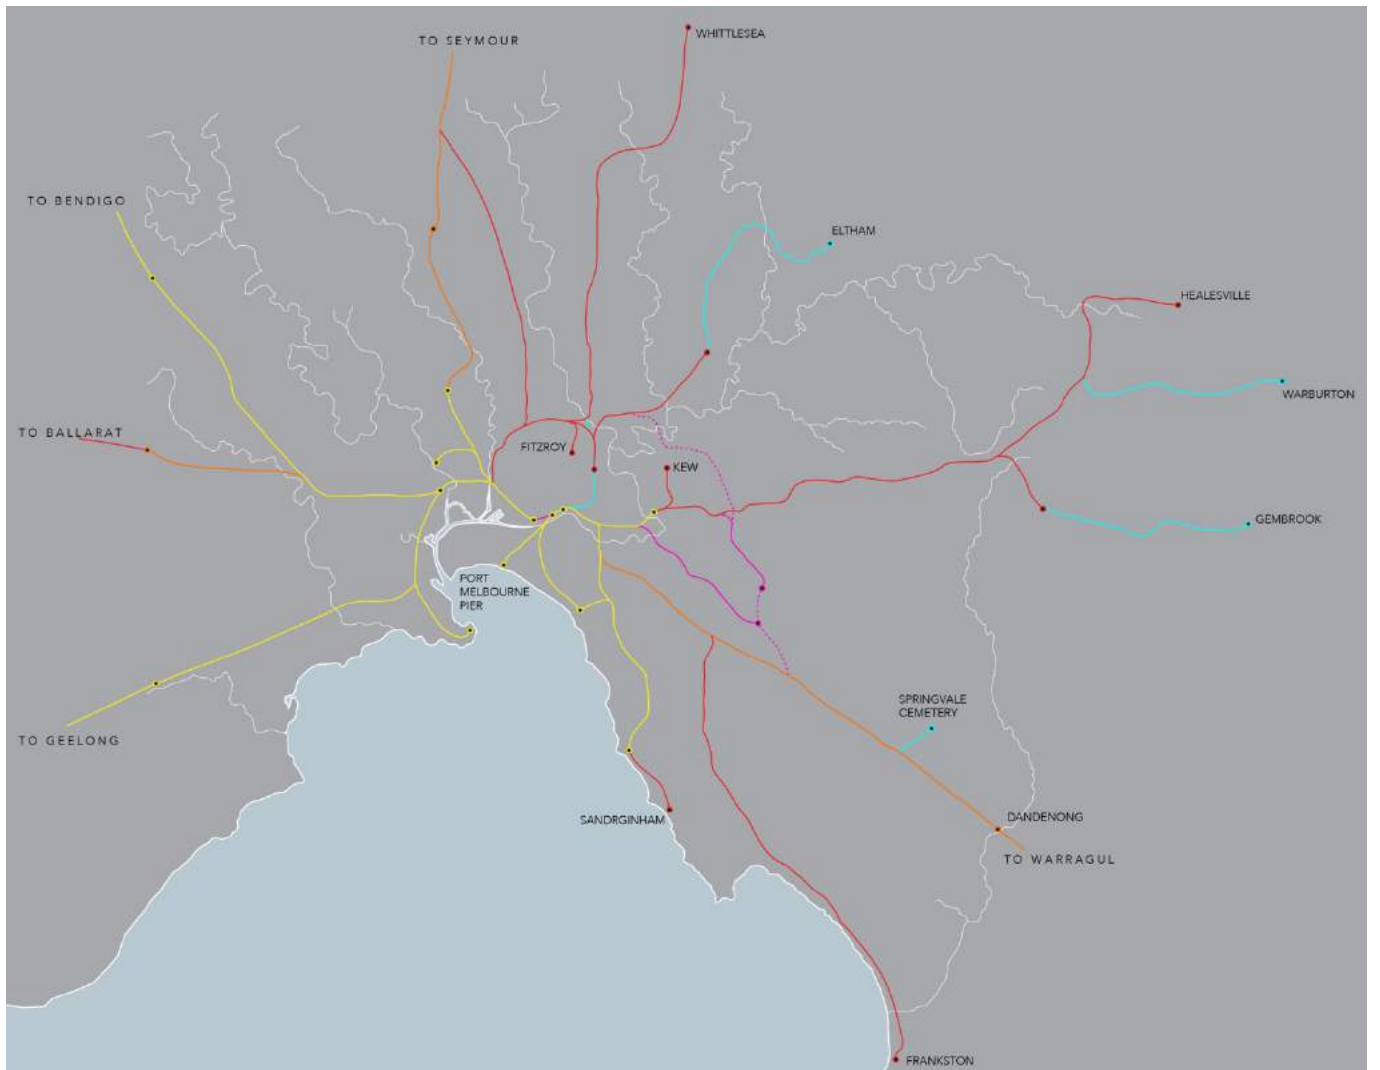 WHITTLESEA
TO SEYMOUR
TO BENDIGO
ELTHAM
HEALESVILLE
WARBURTON
TO BALLARAT
FITZROY
KEW
GEMBROOK
PORT
MELBOURNE
PIER
SPRINGVALE
CEMETERY
TO GEELONG
SANDRGINHAM
DANDENONG
TO WARRAGUL
FRANKSTON